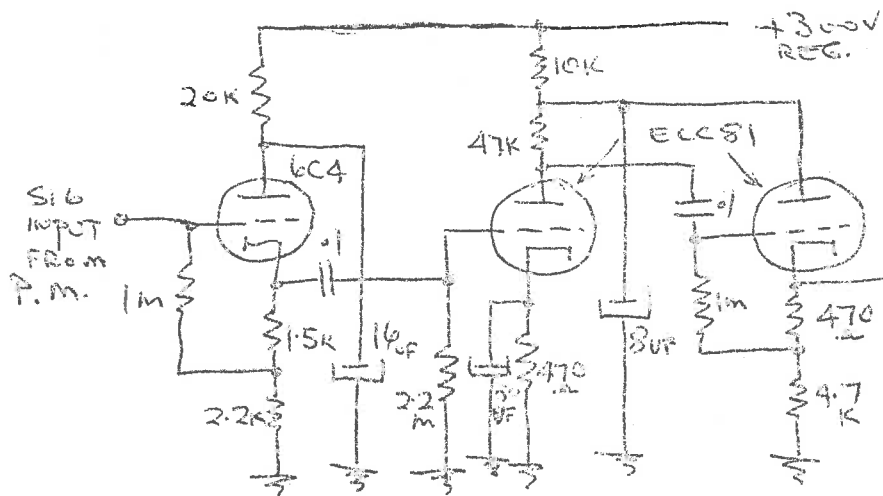 +300V
REG.
10K
20K
47K
ECC81
6C4
SIG
INPUT
FROM
P.M.
.1
.1
1m
1m
1.5K
16UF
8UF
470
Ω
2.2K
2.2
m
UF
470
Ω
4.7
K